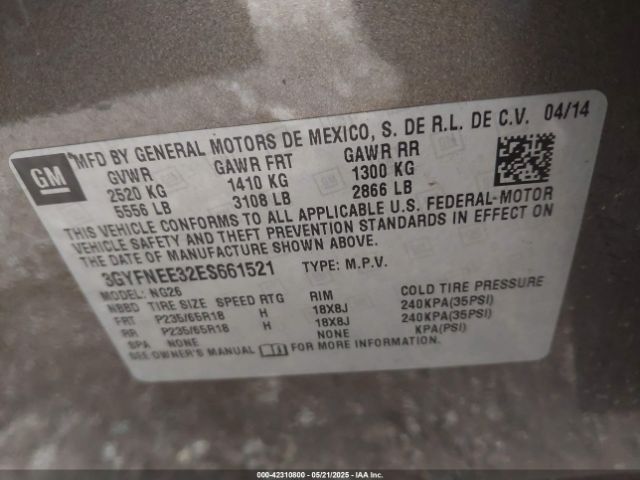 GM
MFD BY GENERAL MOTORS DE MEXICO, S. DE R.L. DE C.V. 04/14
GVWR GAWR FRT GAWR RR
2520 KG 1410 KG 1300 KG
5556 LB 3108 LB 2866 LB
THIS VEHICLE CONFORMS TO ALL APPLICABLE U.S. FEDERAL-MOTOR
VEHICLE SAFETY AND THEFT PREVENTION STANDARDS IN EFFECT ON
THE DATE OF MANUFACTURE SHOWN ABOVE.
3GYFNEE32ES661521 TYPE: M.P.V.
MODEL: NG26
NBBD TIRE SIZE SPEED RTG RIM COLD TIRE PRESSURE
FRT P235/65R18 H 18X8J 240KPA(35PSI)
RR P235/65R18 H 18X8J 240KPA(35PSI)
SPA NONE NONE KPA(PSI)
SEE OWNER'S MANUAL FOR MORE INFORMATION.
000-42310800 - 05/21/2025 - IAAI Inc.